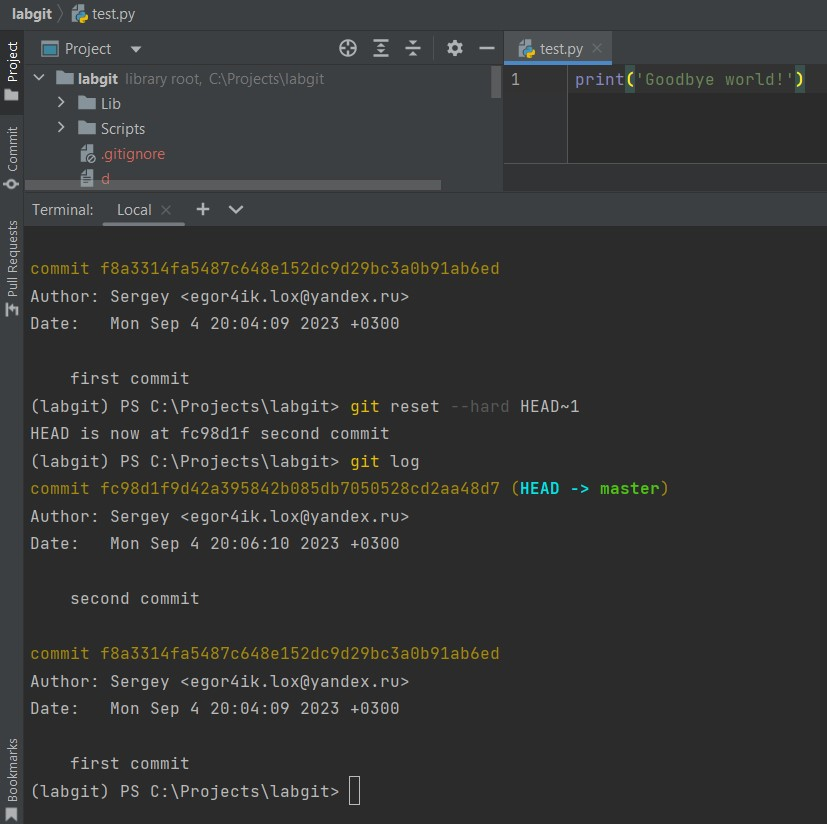 labgit test.py
Project
test.py
labgit library root, C:\Projects\labgit
1 print('Goodbye world!')
Lib
Scripts
.gitignore
d
Project
Commit
Pull Requests
Bookmarks
Terminal: Local
commit f8a3314fa5487c648e152dc9d29bc3a0b91ab6ed
Author: Sergey <egor4ik.lox@yandex.ru>
Date:   Mon Sep 4 20:04:09 2023 +0300
    first commit
(labgit) PS C:\Projects\labgit> git reset --hard HEAD~1
HEAD is now at fc98d1f second commit
(labgit) PS C:\Projects\labgit> git log
commit fc98d1f9d42a395842b085db7050528cd2aa48d7 (HEAD -> master)
Author: Sergey <egor4ik.lox@yandex.ru>
Date:   Mon Sep 4 20:06:10 2023 +0300
    second commit
commit f8a3314fa5487c648e152dc9d29bc3a0b91ab6ed
Author: Sergey <egor4ik.lox@yandex.ru>
Date:   Mon Sep 4 20:04:09 2023 +0300
    first commit
(labgit) PS C:\Projects\labgit>